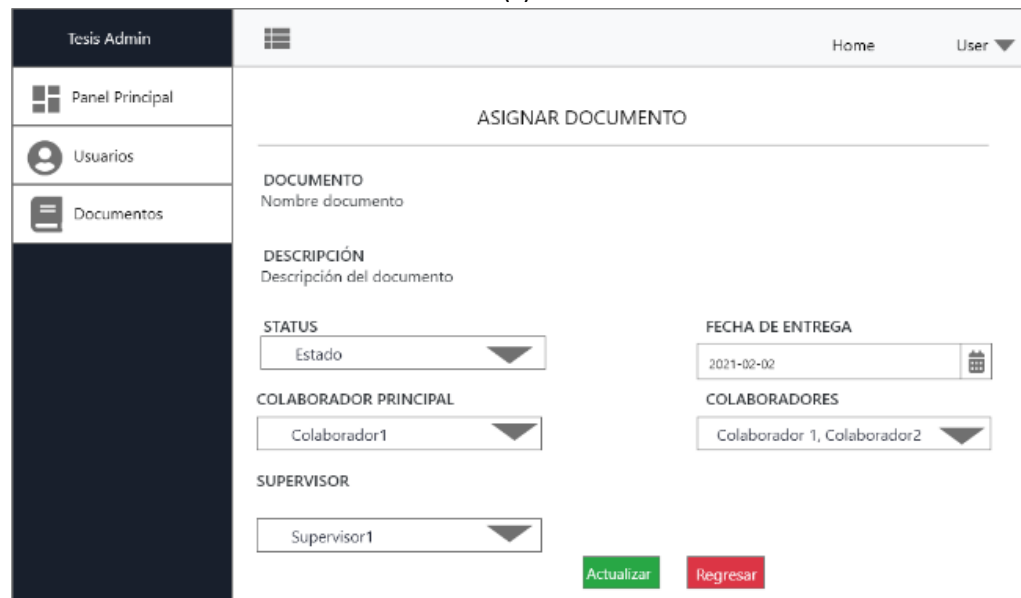 Tesis Admin
Home
User
Panel Principal
Usuarios
Documentos
ASIGNAR DOCUMENTO
DOCUMENTO
Nombre documento
DESCRIPCIÓN
Descripción del documento
STATUS
Estado
FECHA DE ENTREGA
2021-02-02
COLABORADOR PRINCIPAL
Colaborador1
COLABORADORES
Colaborador 1, Colaborador2
SUPERVISOR
Supervisor1
Actualizar
Regresar